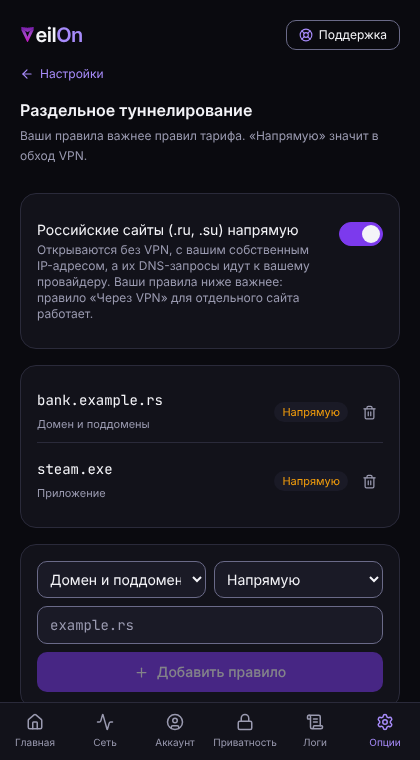 VeilOn
Поддержка
Настройки
Раздельное туннелирование
Ваши правила важнее правил тарифа. «Напрямую» значит в
обход VPN.
Российские сайты (.ru, .su) напрямую
Открываются без VPN, с вашим собственным
IP-адресом, а их DNS-запросы идут к вашему
провайдеру. Ваши правила ниже важнее:
правило «Через VPN» для отдельного сайта
работает.
bank.example.rs
Напрямую
Домен и поддомены
steam.exe
Напрямую
Приложение
Домен и поддомен
Напрямую
example.rs
+ Добавить правило
Главная
Сеть
Аккаунт
Приватность
Логи
Опции